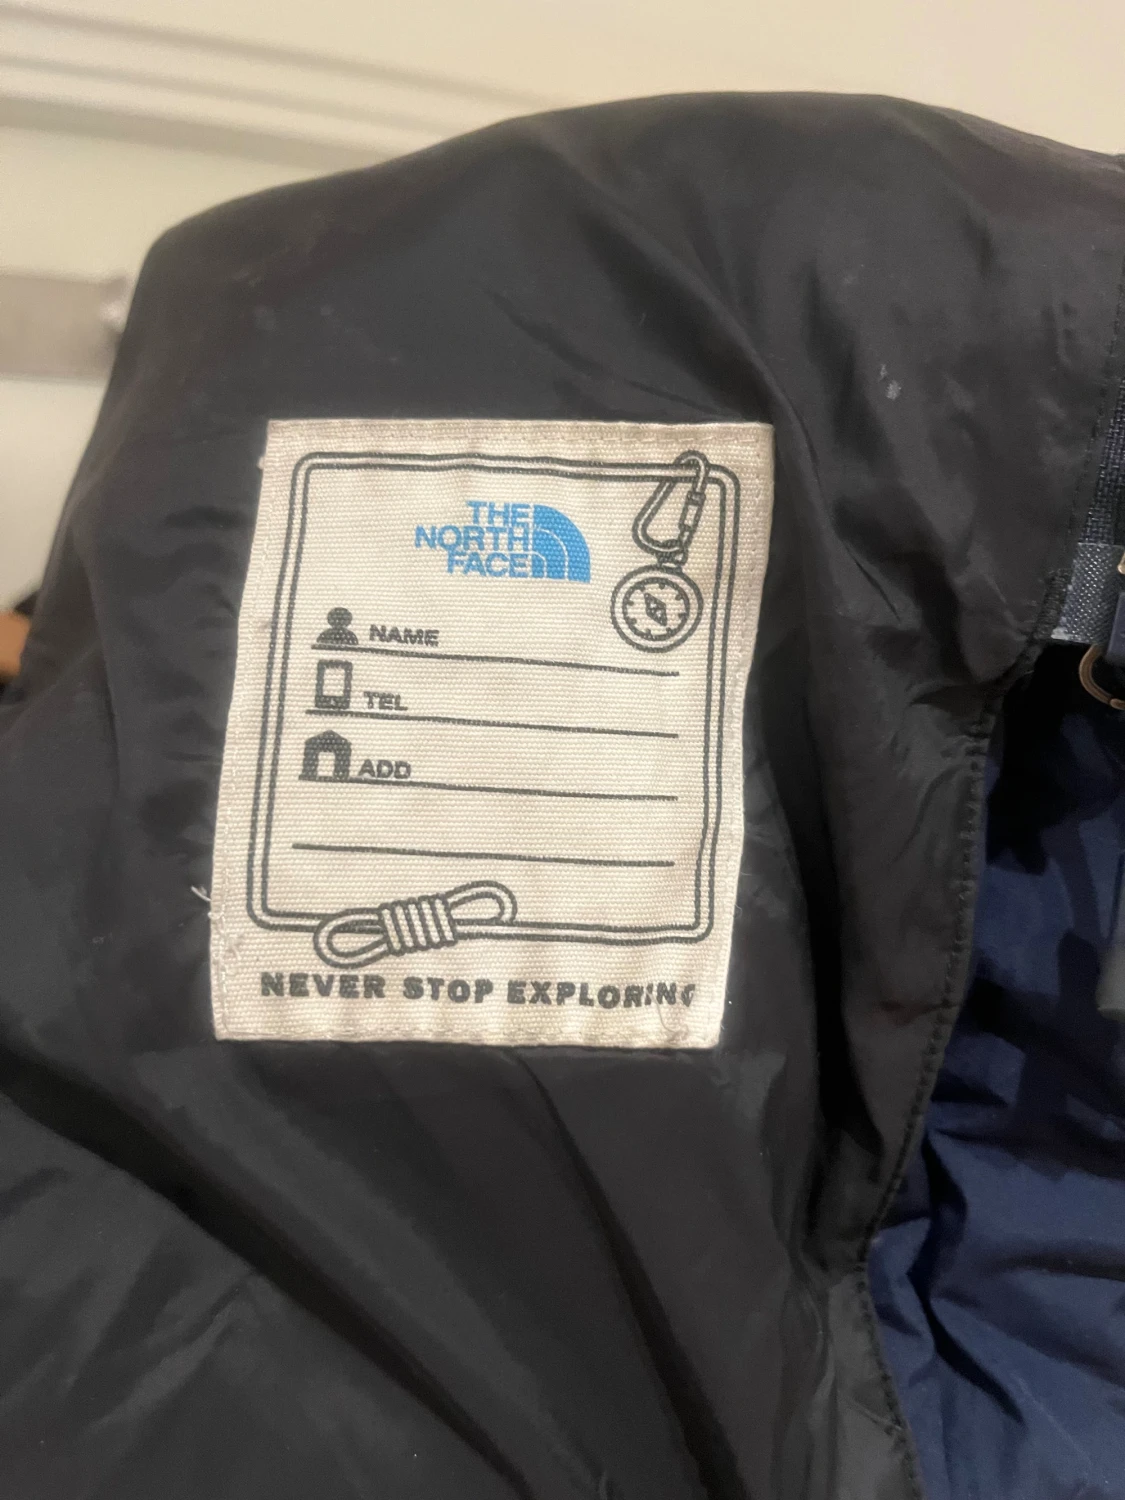 THE
NORTH
FACE
NAME
TEL
ADD
NEVER STOP EXPLORING